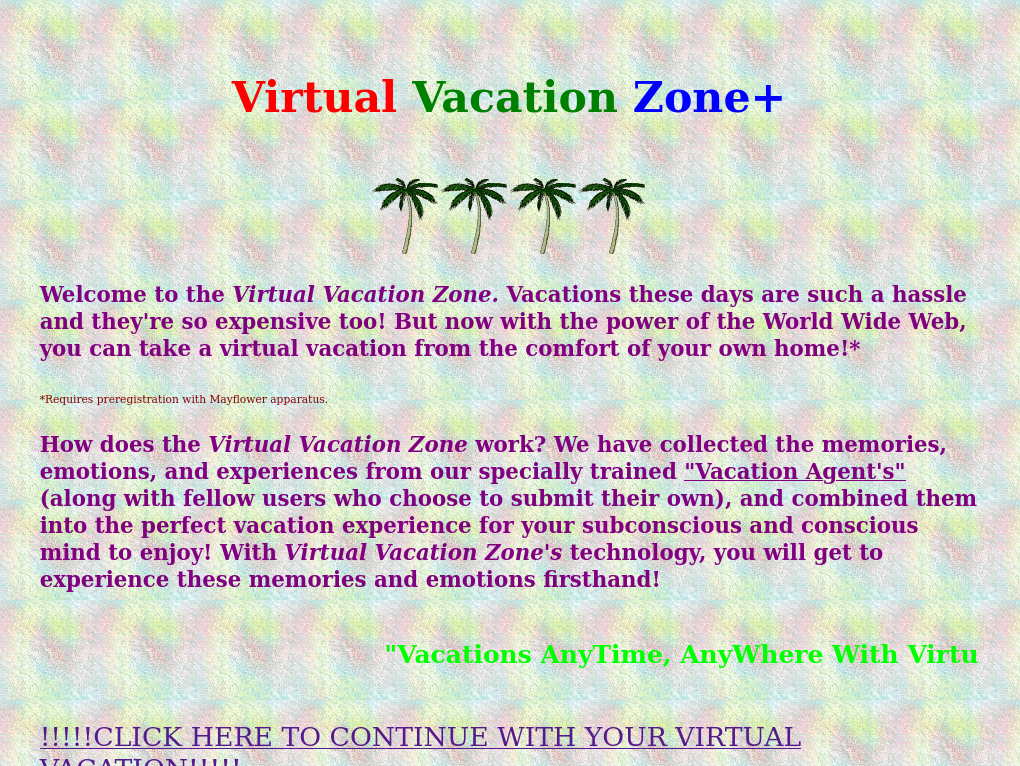 Virtual Vacation Zone+
Welcome to the Virtual Vacation Zone. Vacations these days are such a hassle
and they're so expensive too! But now with the power of the World Wide Web,
you can take a virtual vacation from the comfort of your own home!*
*Requires preregistration with Mayflower apparatus.
How does the Virtual Vacation Zone work? We have collected the memories,
emotions, and experiences from our specially trained "Vacation Agent's"
(along with fellow users who choose to submit their own), and combined them
into the perfect vacation experience for your subconscious and conscious
mind to enjoy! With Virtual Vacation Zone's technology, you will get to
experience these memories and emotions firsthand!
"Vacations AnyTime, AnyWhere With Virtu
!!!!!CLICK HERE TO CONTINUE WITH YOUR VIRTUAL
VACATION!!!!!